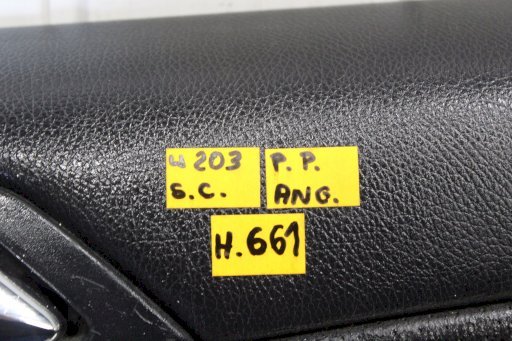 W 203
S.C.
P. P.
ANG.
H.661